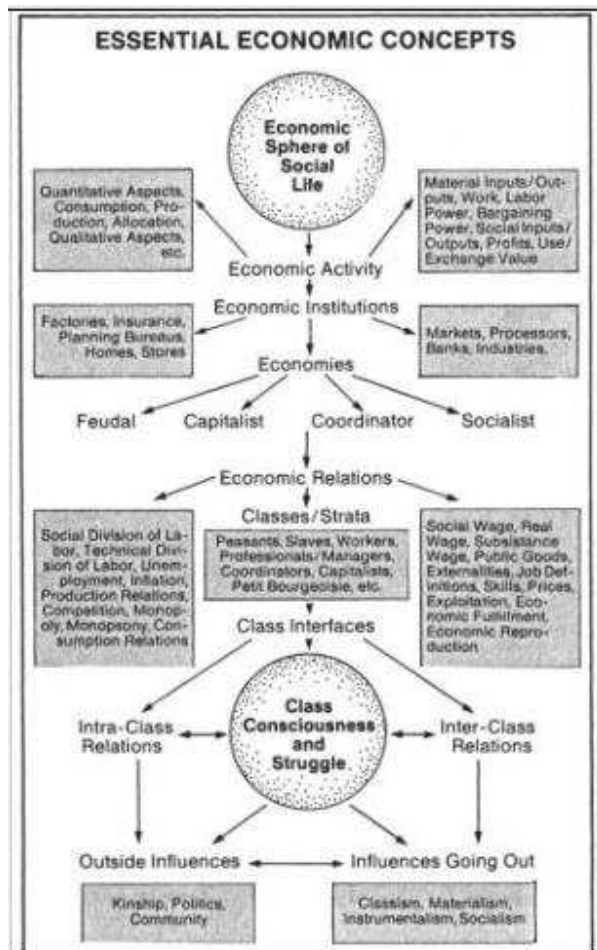 ESSENTIAL ECONOMIC CONCEPTS
Economic
Sphere of
Social
Life
Quantitative Aspects,
Consumption, Pro-
duction, Allocation,
Qualitative Aspects,
etc.
Material Inputs/Out-
puts, Work, Labor
Power, Bargaining
Power, Social Inputs/
Outputs, Profits, Use/
Exchange Value
Economic Activity
Economic Institutions
Factories, Insurance,
Planning Bureaus,
Homes, Stores
Markets, Processors,
Banks, Industries,
Economies
Feudal
Capitalist
Coordinator
Socialist
Economic Relations
Classes/Strata
Social Division of La-
bor, Technical Divi-
sion of Labor, Unem-
ployment, Inflation,
Production Relations,
Competition, Monop-
oly, Monopsony, Con-
sumption Relations
Peasants, Slaves, Workers,
Professionals/Managers,
Coordinators, Capitalists,
Petit Bourgeoisie, etc.
Social Wage, Real
Wage, Subsistance
Wage, Public Goods,
Externalities, Job Def-
initions, Skills, Prices,
Exploitation, Eco-
nomic Fulfillment,
Economic Repro-
duction
Class Interfaces
Class
Consciousness
and
Struggle
Intra-Class
Relations
Inter-Class
Relations
Outside Influences
Influences Going Out
Kinship, Politics,
Community
Classism, Materialism,
Instrumentalism, Socialism